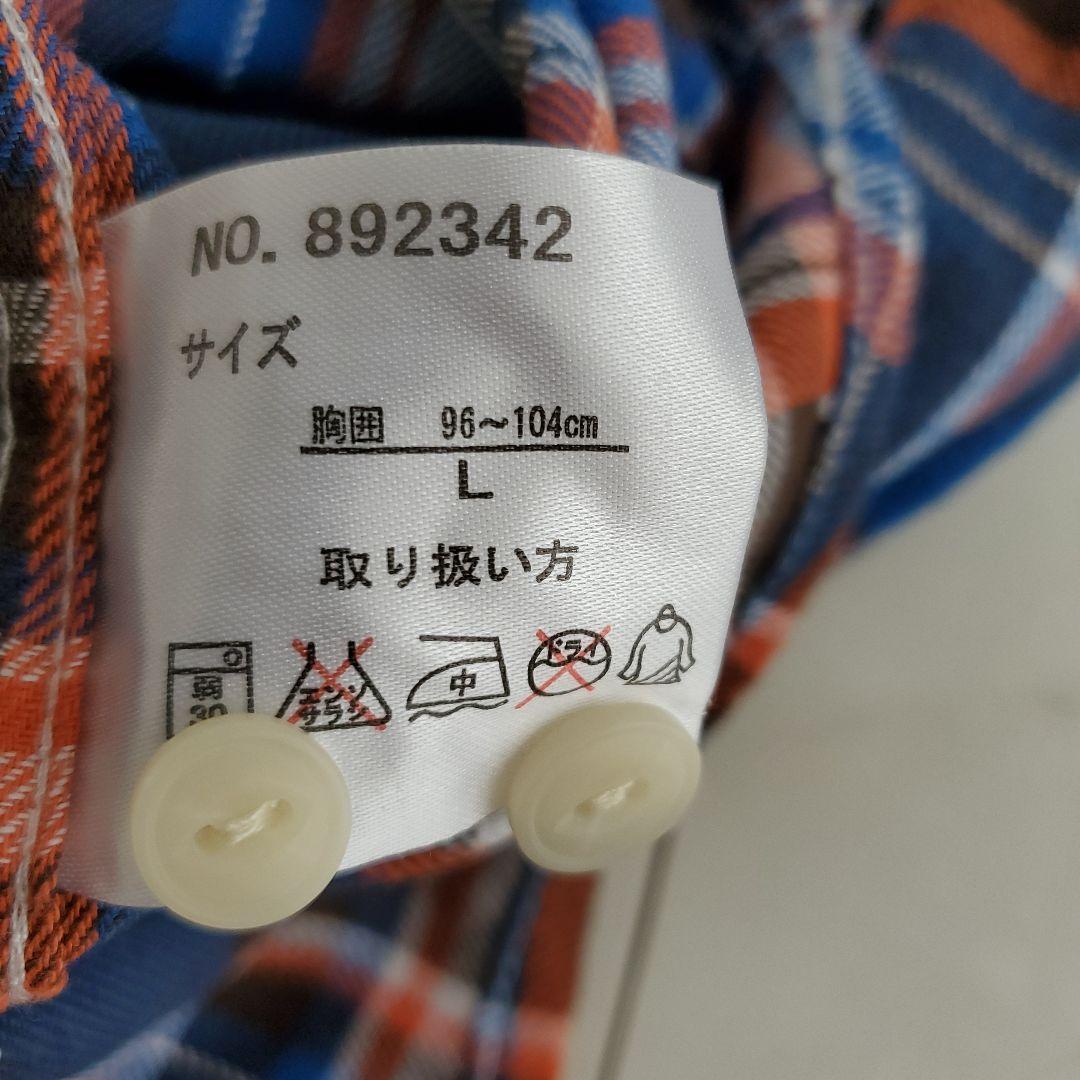 NO. 892342
サイズ
胸囲 96～104cm
L
取り扱い方
弱 エンソ 中 ドライ
30 サラシ